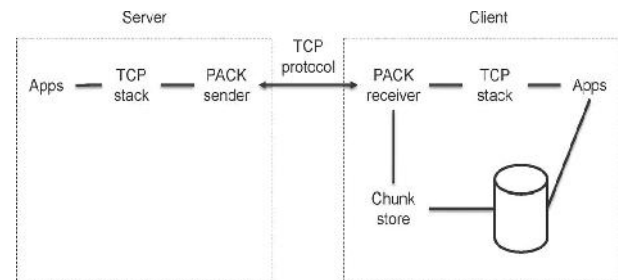 Server
Client
TCP
protocol
Apps
TCP
stack
PACK
sender
PACK
receiver
TCP
stack
Apps
Chunk
store